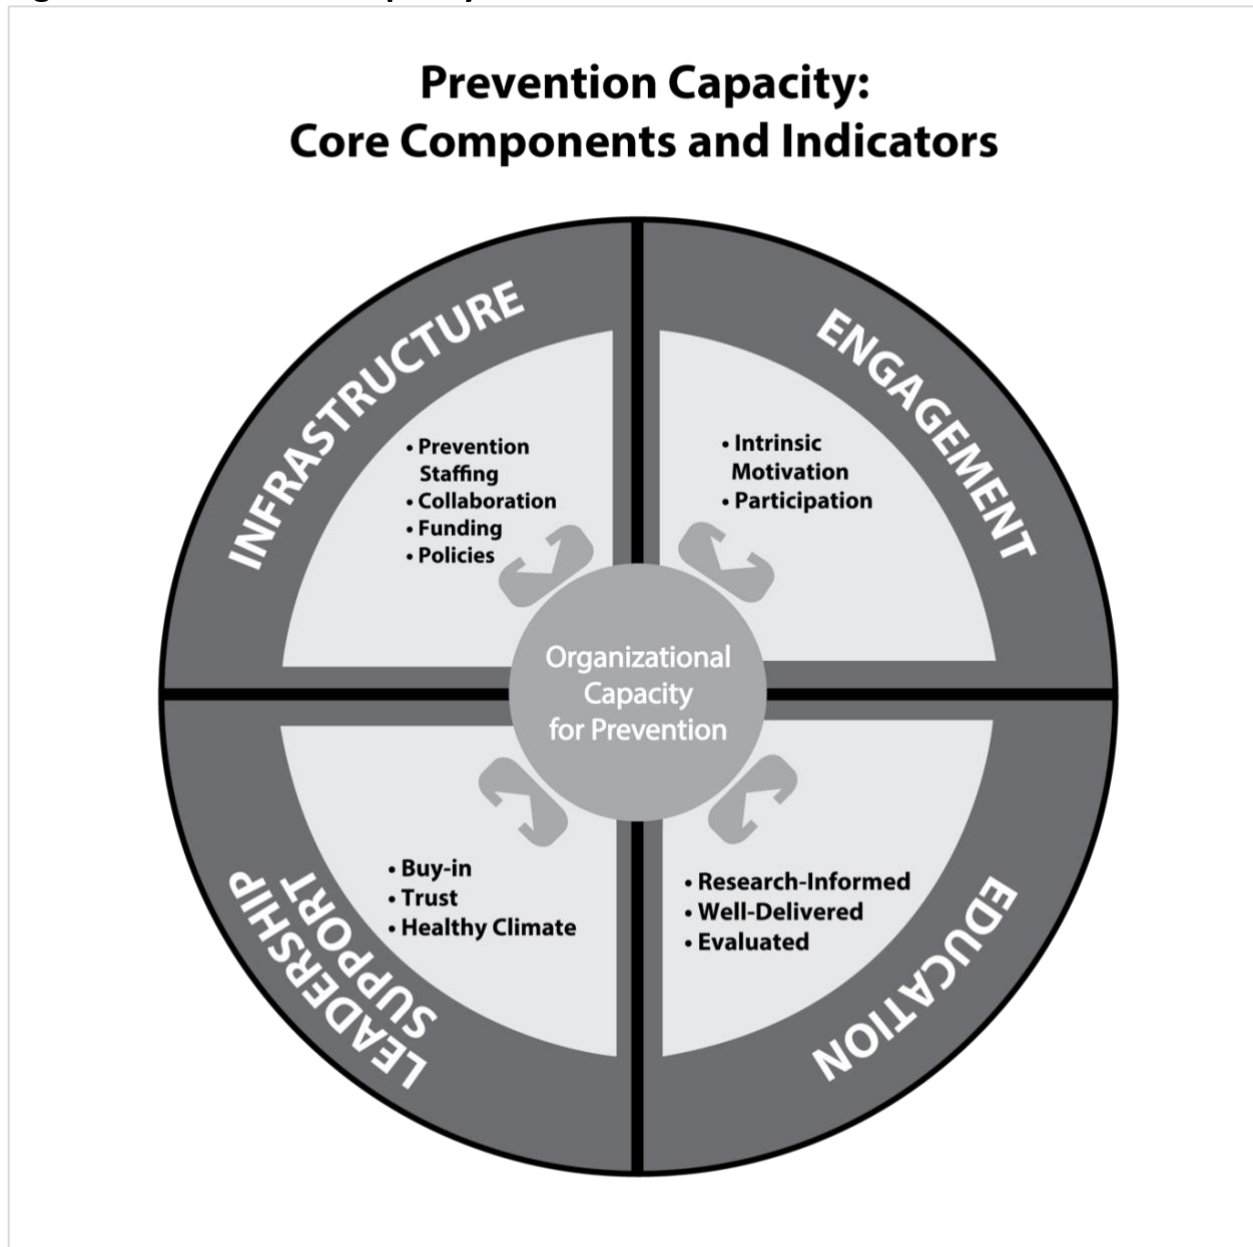 Prevention Capacity:
Core Components and Indicators
INFRASTRUCTURE
• Prevention
Staffing
• Collaboration
• Funding
• Policies
ENGAGEMENT
• Intrinsic
Motivation
• Participation
Organizational
Capacity
for Prevention
LEADERSHIP
SUPPORT
• Buy-in
• Trust
• Healthy Climate
EDUCATION
• Research-Informed
• Well-Delivered
• Evaluated